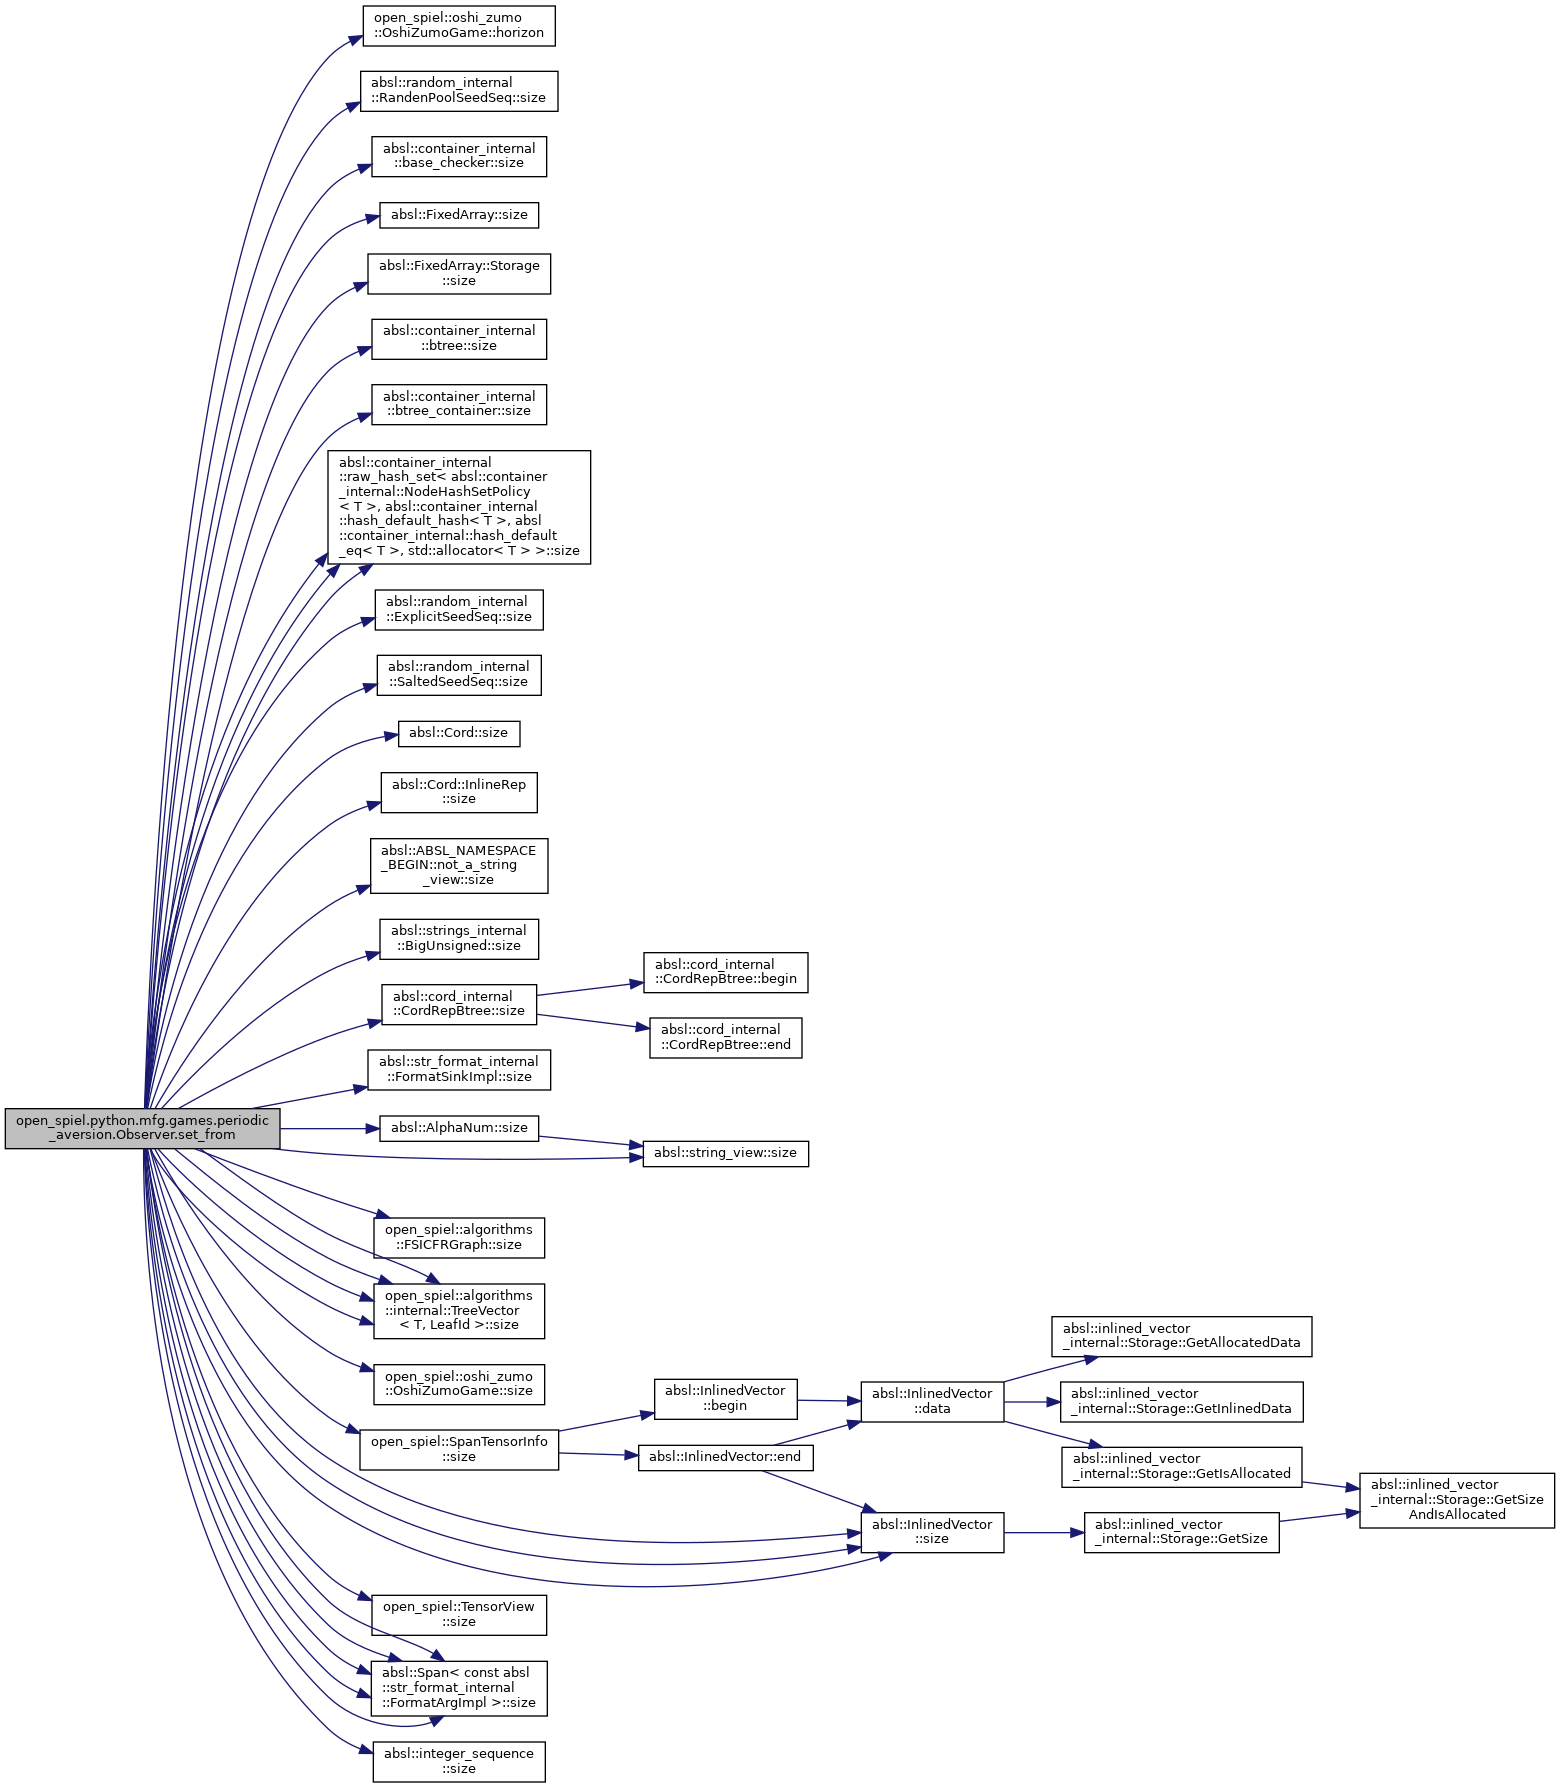 open_spiel::oshi_zumo
::OshiZumoGame::horizon
absl::random_internal
::RandenPoolSeedSeq::size
absl::container_internal
::base_checker::size
absl::FixedArray::size
absl::FixedArray::Storage
::size
absl::container_internal
::btree::size
absl::container_internal
::btree_container::size
absl::container_internal
::raw_hash_set< absl::container
_internal::NodeHashSetPolicy
< T >, absl::container_internal
::hash_default_hash< T >, absl
::container_internal::hash_default
_eq< T >, std::allocator< T > >::size
absl::random_internal
::ExplicitSeedSeq::size
absl::random_internal
::SaltedSeedSeq::size
absl::Cord::size
absl::Cord::InlineRep
::size
absl::ABSL_NAMESPACE
_BEGIN::not_a_string
_view::size
absl::strings_internal
::BigUnsigned::size
absl::cord_internal
::CordRepBtree::size
absl::cord_internal
::CordRepBtree::begin
absl::cord_internal
::CordRepBtree::end
absl::str_format_internal
::FormatSinkImpl::size
open_spiel.python.mfg.games.periodic
_aversion.Observer.set_from
absl::AlphaNum::size
absl::string_view::size
open_spiel::algorithms
::FSICFRGraph::size
open_spiel::algorithms
::internal::TreeVector
< T, LeafId >::size
open_spiel::oshi_zumo
::OshiZumoGame::size
open_spiel::SpanTensorInfo
::size
absl::InlinedVector
::begin
absl::InlinedVector::end
absl::InlinedVector
::data
absl::InlinedVector
::size
absl::inlined_vector
_internal::Storage::GetAllocatedData
absl::inlined_vector
_internal::Storage::GetInlinedData
absl::inlined_vector
_internal::Storage::GetIsAllocated
absl::inlined_vector
_internal::Storage::GetSize
absl::inlined_vector
_internal::Storage::GetSize
AndIsAllocated
open_spiel::TensorView
::size
absl::Span< const absl
::str_format_internal
::FormatArgImpl >::size
absl::integer_sequence
::size